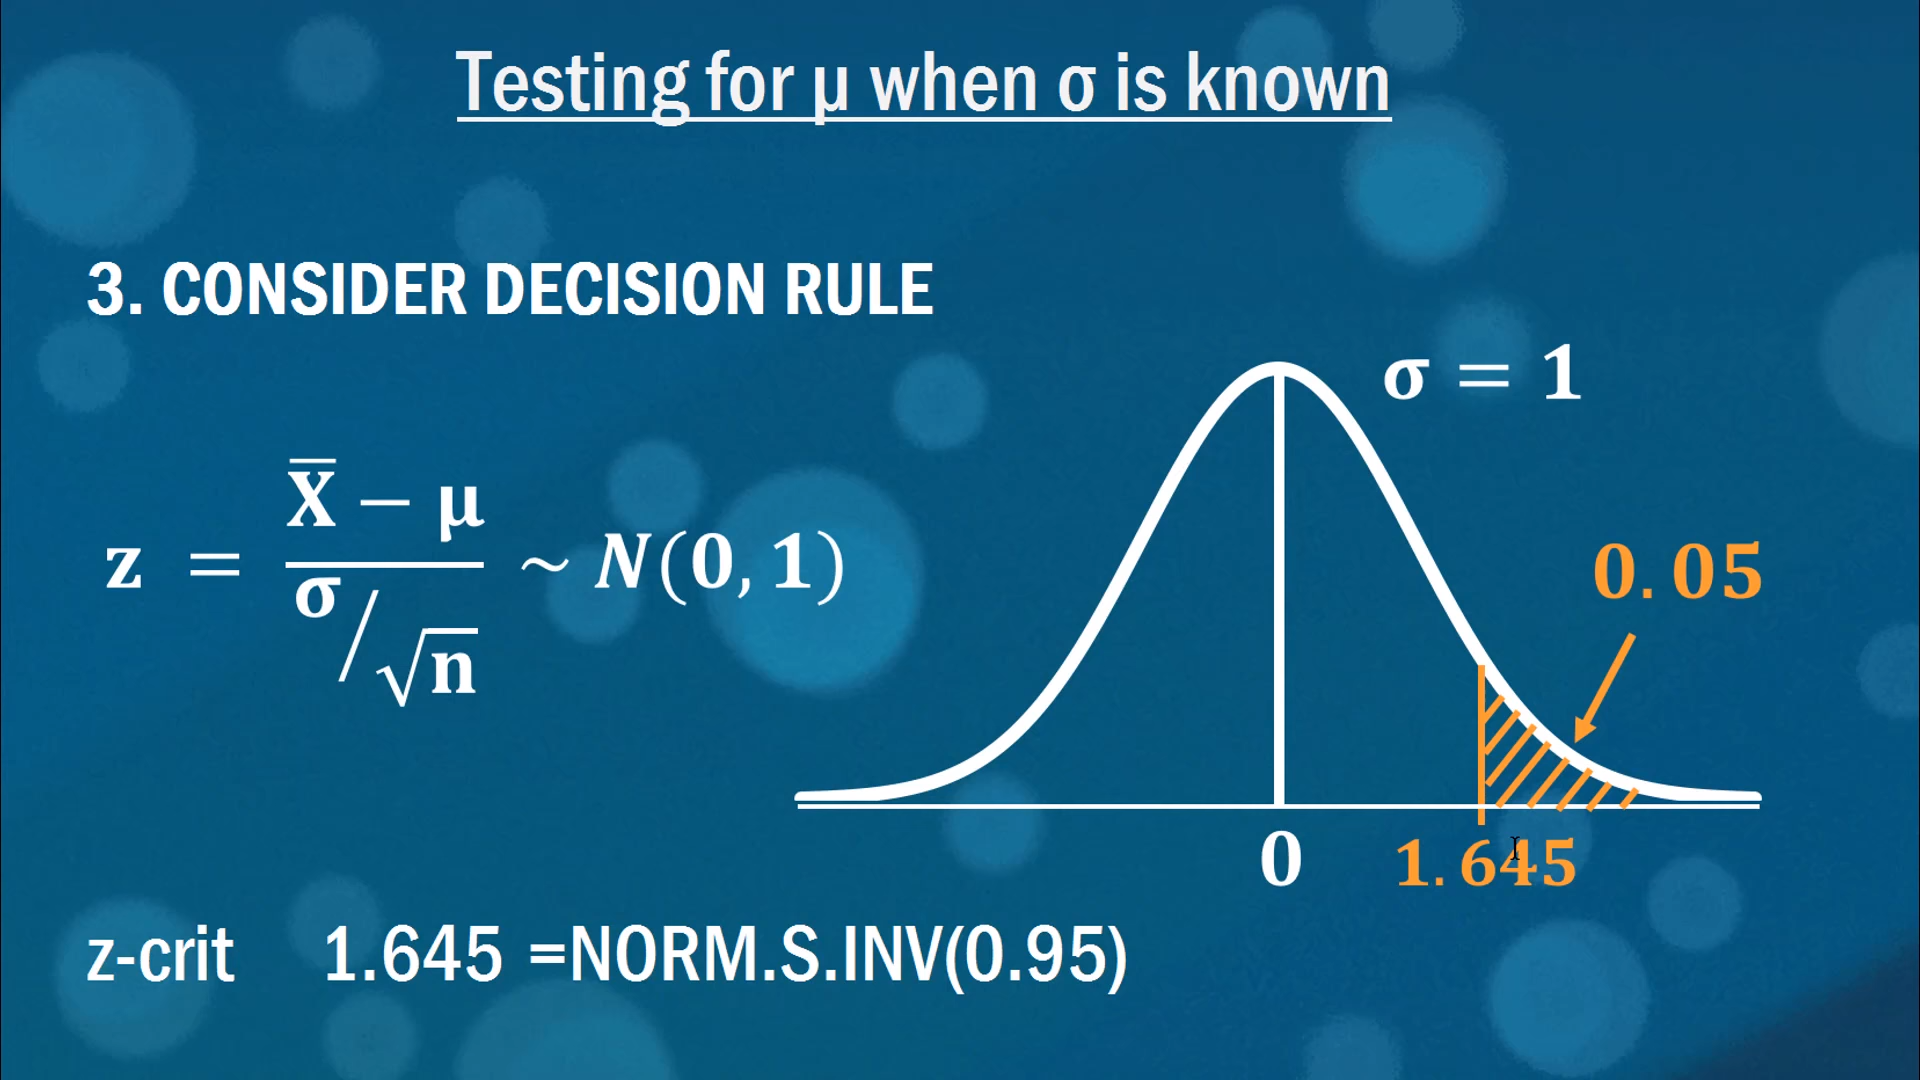 Testing for μ when σ is known
3. CONSIDER DECISION RULE
σ = 1
z = (X̅ − μ) / (σ/√n) ~ N(0, 1)
0.05
0
1.645
z-crit 1.645 =NORM.S.INV(0.95)